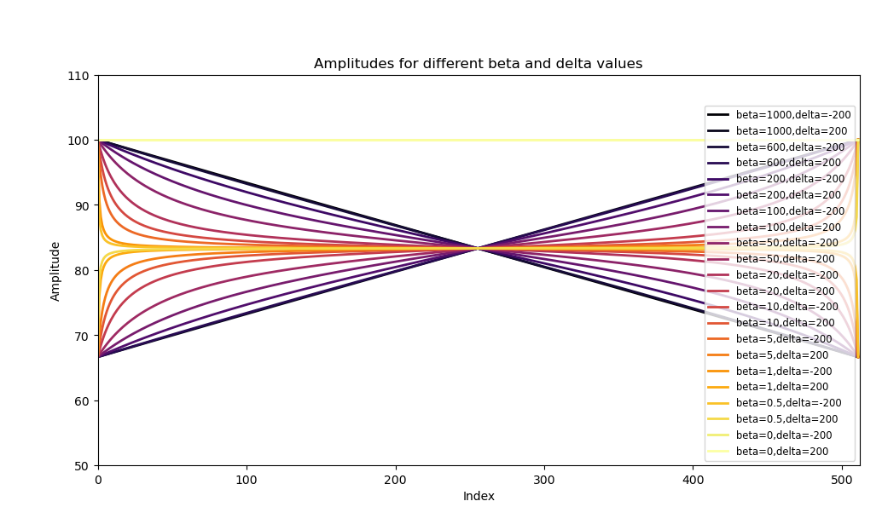 Amplitudes for different beta and delta values
110
100
90
80
70
60
50
Amplitude
0
100
200
300
400
500
Index
beta=1000,delta=-200
beta=1000,delta=200
beta=600,delta=-200
beta=600,delta=200
beta=200,delta=-200
beta=200,delta=200
beta=100,delta=-200
beta=100,delta=200
beta=50,delta=-200
beta=50,delta=200
beta=20,delta=-200
beta=20,delta=200
beta=10,delta=-200
beta=10,delta=200
beta=5,delta=-200
beta=5,delta=200
beta=1,delta=-200
beta=1,delta=200
beta=0.5,delta=-200
beta=0.5,delta=200
beta=0,delta=-200
beta=0,delta=200